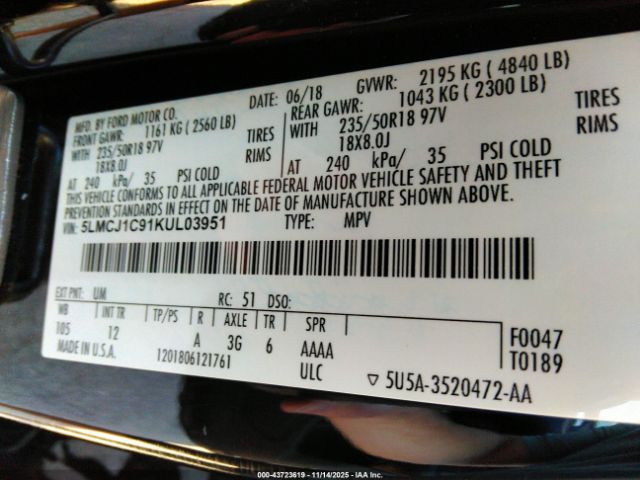 MFD. BY FORD MOTOR CO. DATE: 06/18 GVWR: 2195 KG ( 4840 LB)
FRONT GAWR: 1161 KG (2560 LB) REAR GAWR: 1043 KG ( 2300 LB)
WITH 235/50R18 97V TIRES WITH 235/50R18 97V TIRES
18X8.0J RIMS 18X8.0J RIMS
AT 240 kPa/ 35 PSI COLD AT 240 kPa/ 35 PSI COLD
THIS VEHICLE CONFORMS TO ALL APPLICABLE FEDERAL MOTOR VEHICLE SAFETY AND THEFT
PREVENTION STANDARDS IN EFFECT ON THE DATE OF MANUFACTURE SHOWN ABOVE.
VIN: 5LMCJ1C91KUL03951 TYPE: MPV
EXT PNT: UM RC: 51 DSO:
WB INT TR TP/PS R AXLE TR SPR
105 12 A 3G 6 AAAA F0047
MADE IN U.S.A. 1201806121761 ULC T0189
▽ 5U5A-3520472-AA
000-43723619 | 11/14/2025 | IAA Inc.